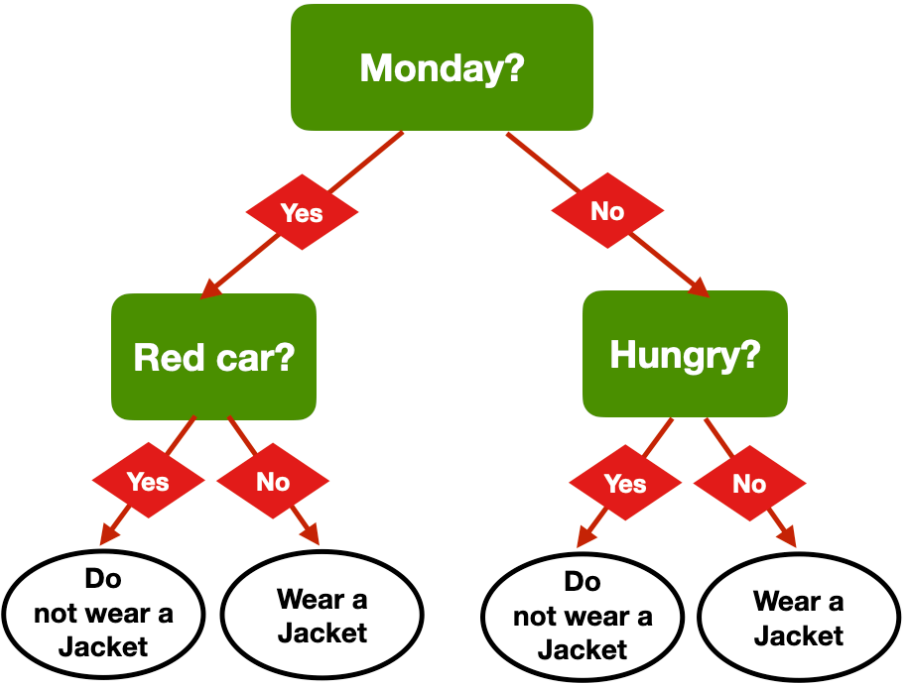 Monday?
Yes
No
Red car?
Hungry?
Yes
No
Yes
No
Do
not wear a
Jacket
Wear a
Jacket
Do
not wear a
Jacket
Wear a
Jacket